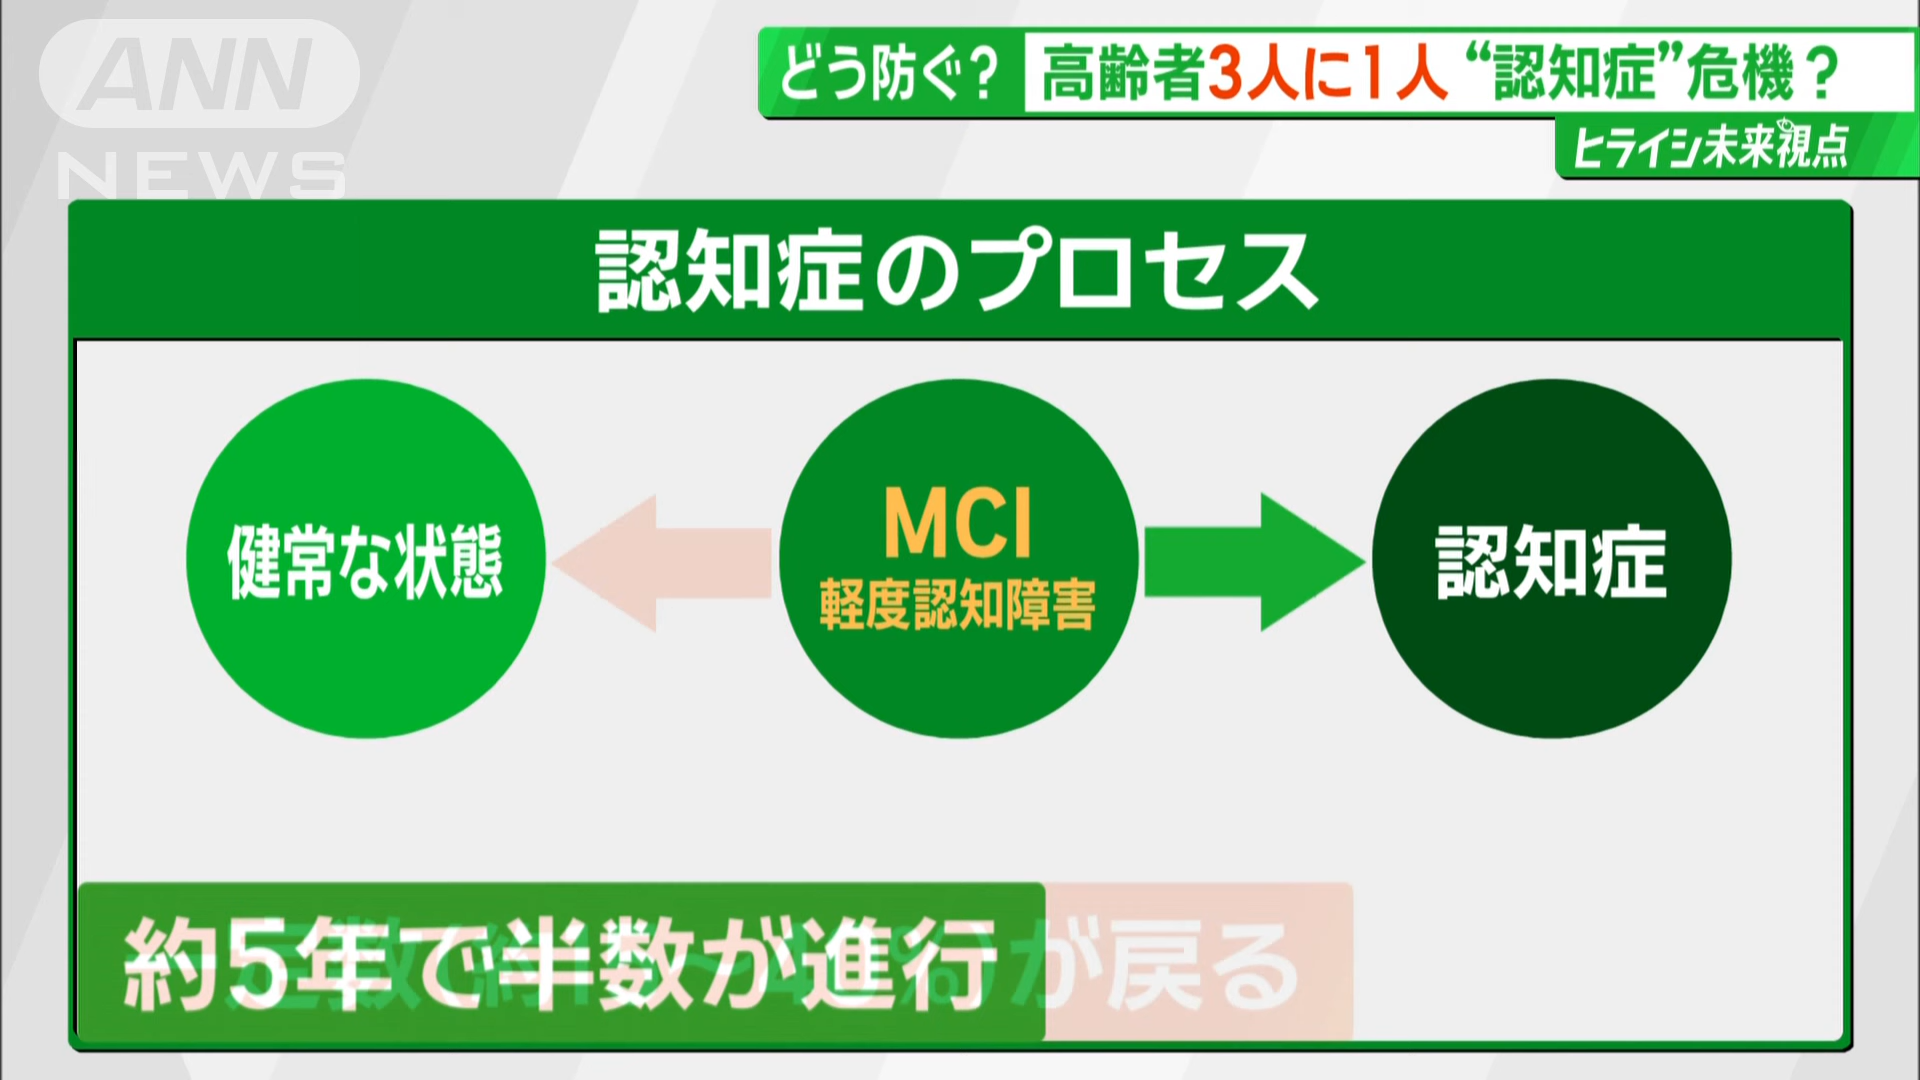 ANN
NEWS
どう防ぐ? 高齢者3人に1人“認知症”危機?
ヒライシ未来視点
認知症のプロセス
健常な状態
MCI
軽度認知障害
認知症
約5年で半数が進行
が戻る